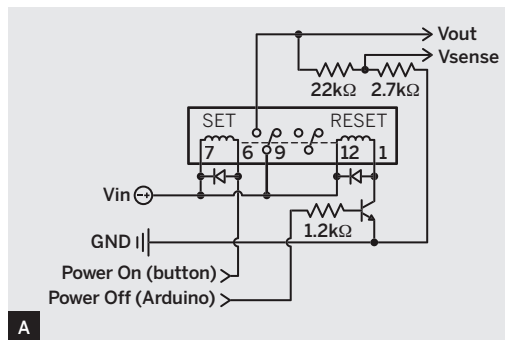 Vout
Vsense
22kΩ 2.7kΩ
SET RESET
7 6 9 12 1
Vin
1.2kΩ
GND
Power On (button)
Power Off (Arduino)
A